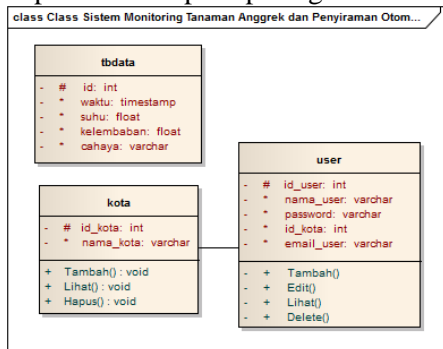 class Class Sistem Monitoring Tanaman Anggrek dan Penyiraman Otom...
tbdata
- # id: int
- * waktu: timestamp
- * suhu: float
- * kelembaban: float
- * cahaya: varchar
kota
- # id_kota: int
- * nama_kota: varchar
+ Tambah() : void
+ Lihat() : void
+ Hapus() : void
user
- # id_user: int
- * nama_user: varchar
- * password: varchar
- * id_kota: int
- * email_user: varchar
- + Tambah()
- + Edit()
- + Lihat()
- + Delete()